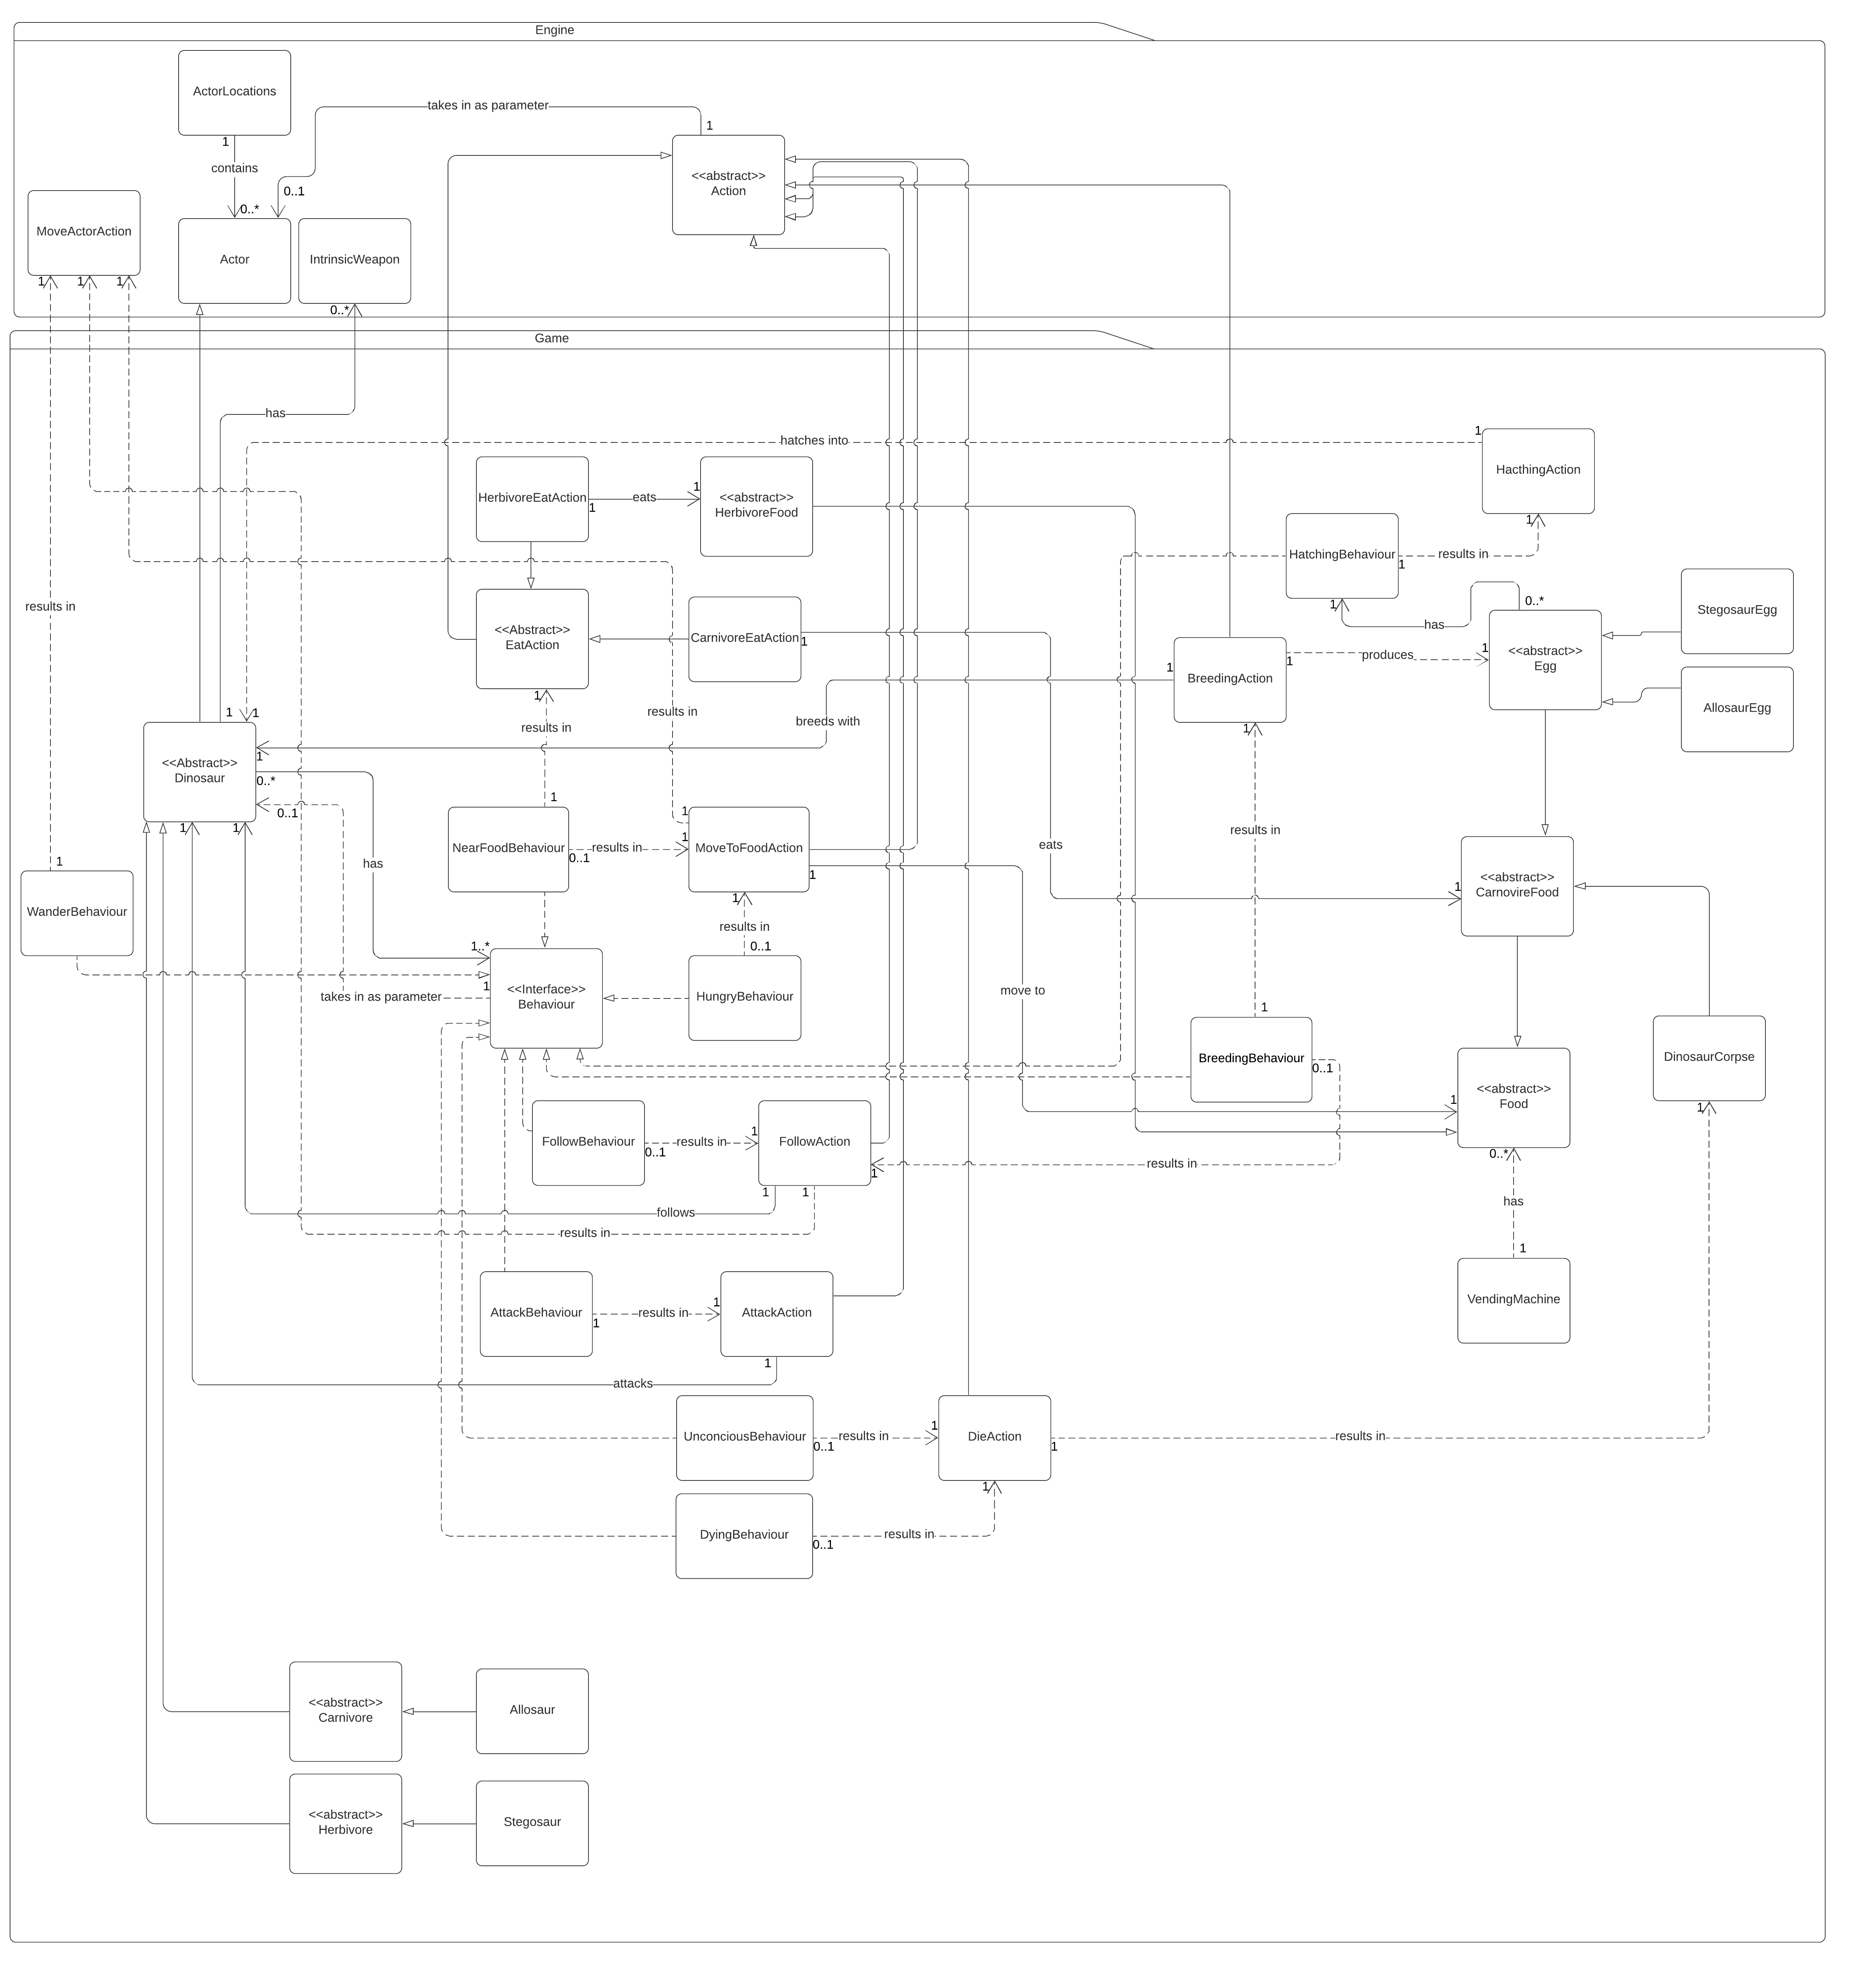 Engine
ActorLocations
takes in as parameter
1
1
contains
<<abstract>>
Action
0..1
0..*
MoveActorAction
Actor
IntrinsicWeapon
1
1
1
0..*
Game
has
hatches into
1
HacthingAction
HerbivoreEatAction
eats
1
1
<<abstract>>
HerbivoreFood
1
HatchingBehaviour
results in
1
results in
1
has
0..*
StegosaurEgg
<<Abstract>>
EatAction
CarnivoreEatAction
1
BreedingAction
1
1
produces
1
<<abstract>>
Egg
AllosaurEgg
1
results in
results in
breeds with
1
1
1
1
<<Abstract>>
Dinosaur
1
0..*
0..1
1
1
has
1
NearFoodBehaviour
0..1
results in
1
1
MoveToFoodAction
1
results in
eats
1
<<abstract>>
CarnovireFood
1
WanderBehaviour
1
results in
0..1
1..*
1
takes in as parameter
<<Interface>>
Behaviour
HungryBehaviour
move to
1
BreedingBehaviour
0..1
1
<<abstract>>
Food
DinosaurCorpse
1
0..*
FollowBehaviour
0..1
results in
1
FollowAction
1
results in
1
1
follows
results in
has
1
VendingMachine
AttackBehaviour
1
results in
1
AttackAction
1
attacks
UnconciousBehaviour
0..1
results in
1
DieAction
1
results in
1
DyingBehaviour
0..1
results in
<<abstract>>
Carnivore
Allosaur
<<abstract>>
Herbivore
Stegosaur